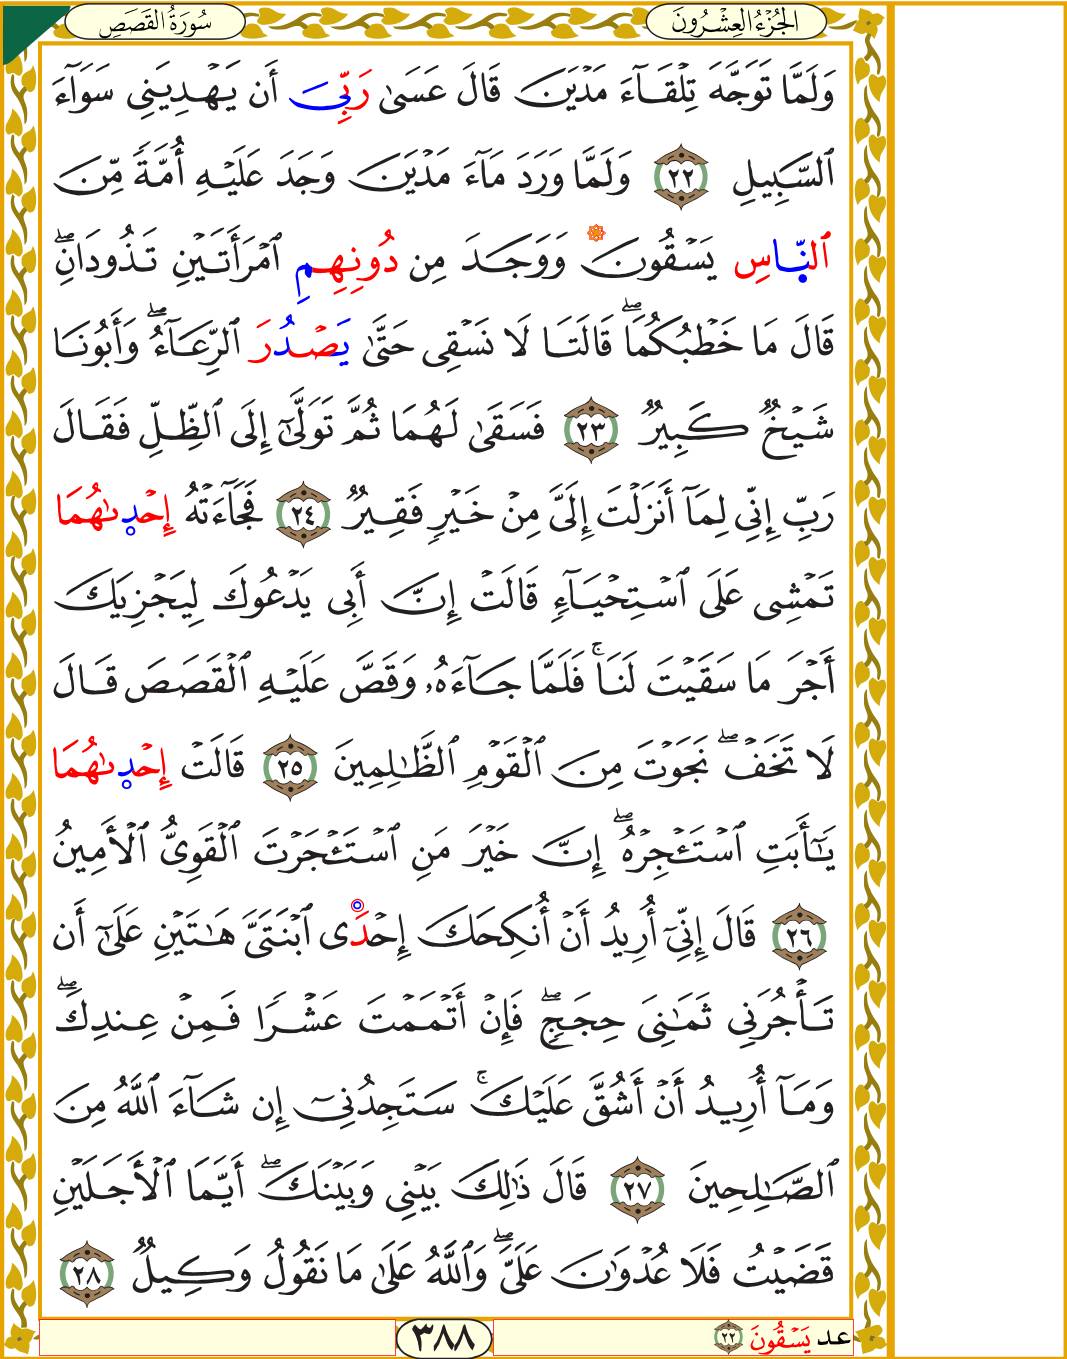 الجُزْءُ العِشْرُونَ
سُورَةُ القَصَصِ
وَلَمَّا تَوَجَّهَ تِلْقَآءَ مَدْيَنَ قَالَ عَسَىٰ رَبِّىَ أَن يَهْدِيَنِى سَوَآءَ
ٱلسَّبِيلِ ٢٢ وَلَمَّا وَرَدَ مَآءَ مَدْيَنَ وَجَدَ عَلَيْهِ أُمَّةً مِّنَ
ٱلنَّاسِ يَسْقُونَ وَوَجَدَ مِن دُونِهِمِ ٱمْرَأَتَيْنِ تَذُودَانِۖ
قَالَ مَا خَطْبُكُمَاۖ قَالَتَا لَا نَسْقِى حَتَّىٰ يَصْدُرَ ٱلرِّعَآءُۖ وَأَبُونَا
شَيْخٌ كَبِيرٌ ٢٣ فَسَقَىٰ لَهُمَا ثُمَّ تَوَلَّىٰٓ إِلَى ٱلظِّلِّ فَقَالَ
رَبِّ إِنِّى لِمَآ أَنزَلْتَ إِلَىَّ مِنْ خَيْرٍ فَقِيرٌ ٢٤ فَجَآءَتْهُ إِحْدىٰهُمَا
تَمْشِى عَلَى ٱسْتِحْيَآءٍ قَالَتْ إِنَّ أَبِى يَدْعُوكَ لِيَجْزِيَكَ
أَجْرَ مَا سَقَيْتَ لَنَاۚ فَلَمَّا جَآءَهُۥ وَقَصَّ عَلَيْهِ ٱلْقَصَصَ قَالَ
لَا تَخَفْۖ نَجَوْتَ مِنَ ٱلْقَوْمِ ٱلظَّٰلِمِينَ ٢٥ قَالَتْ إِحْدىٰهُمَا
يَٰٓأَبَتِ ٱسْتَـْٔجِرْهُۖ إِنَّ خَيْرَ مَنِ ٱسْتَـْٔجَرْتَ ٱلْقَوِىُّ ٱلْأَمِينُ
٢٦ قَالَ إِنِّىٓ أُرِيدُ أَنْ أُنكِحَكَ إِحْدَى ٱبْنَتَىَّ هَٰتَيْنِ عَلَىٰٓ أَن
تَأْجُرَنِى ثَمَٰنِىَ حِجَجٍۖ فَإِنْ أَتْمَمْتَ عَشْرًا فَمِنْ عِندِكَۖ
وَمَآ أُرِيدُ أَنْ أَشُقَّ عَلَيْكَۚ سَتَجِدُنِىٓ إِن شَآءَ ٱللَّهُ مِنَ
ٱلصَّٰلِحِينَ ٢٧ قَالَ ذَٰلِكَ بَيْنِى وَبَيْنَكَۖ أَيَّمَا ٱلْأَجَلَيْنِ
قَضَيْتُ فَلَا عُدْوَٰنَ عَلَىَّۖ وَٱللَّهُ عَلَىٰ مَا نَقُولُ وَكِيلٌ ٢٨
عد يَسْقُونَ ٢٢
٣٨٨